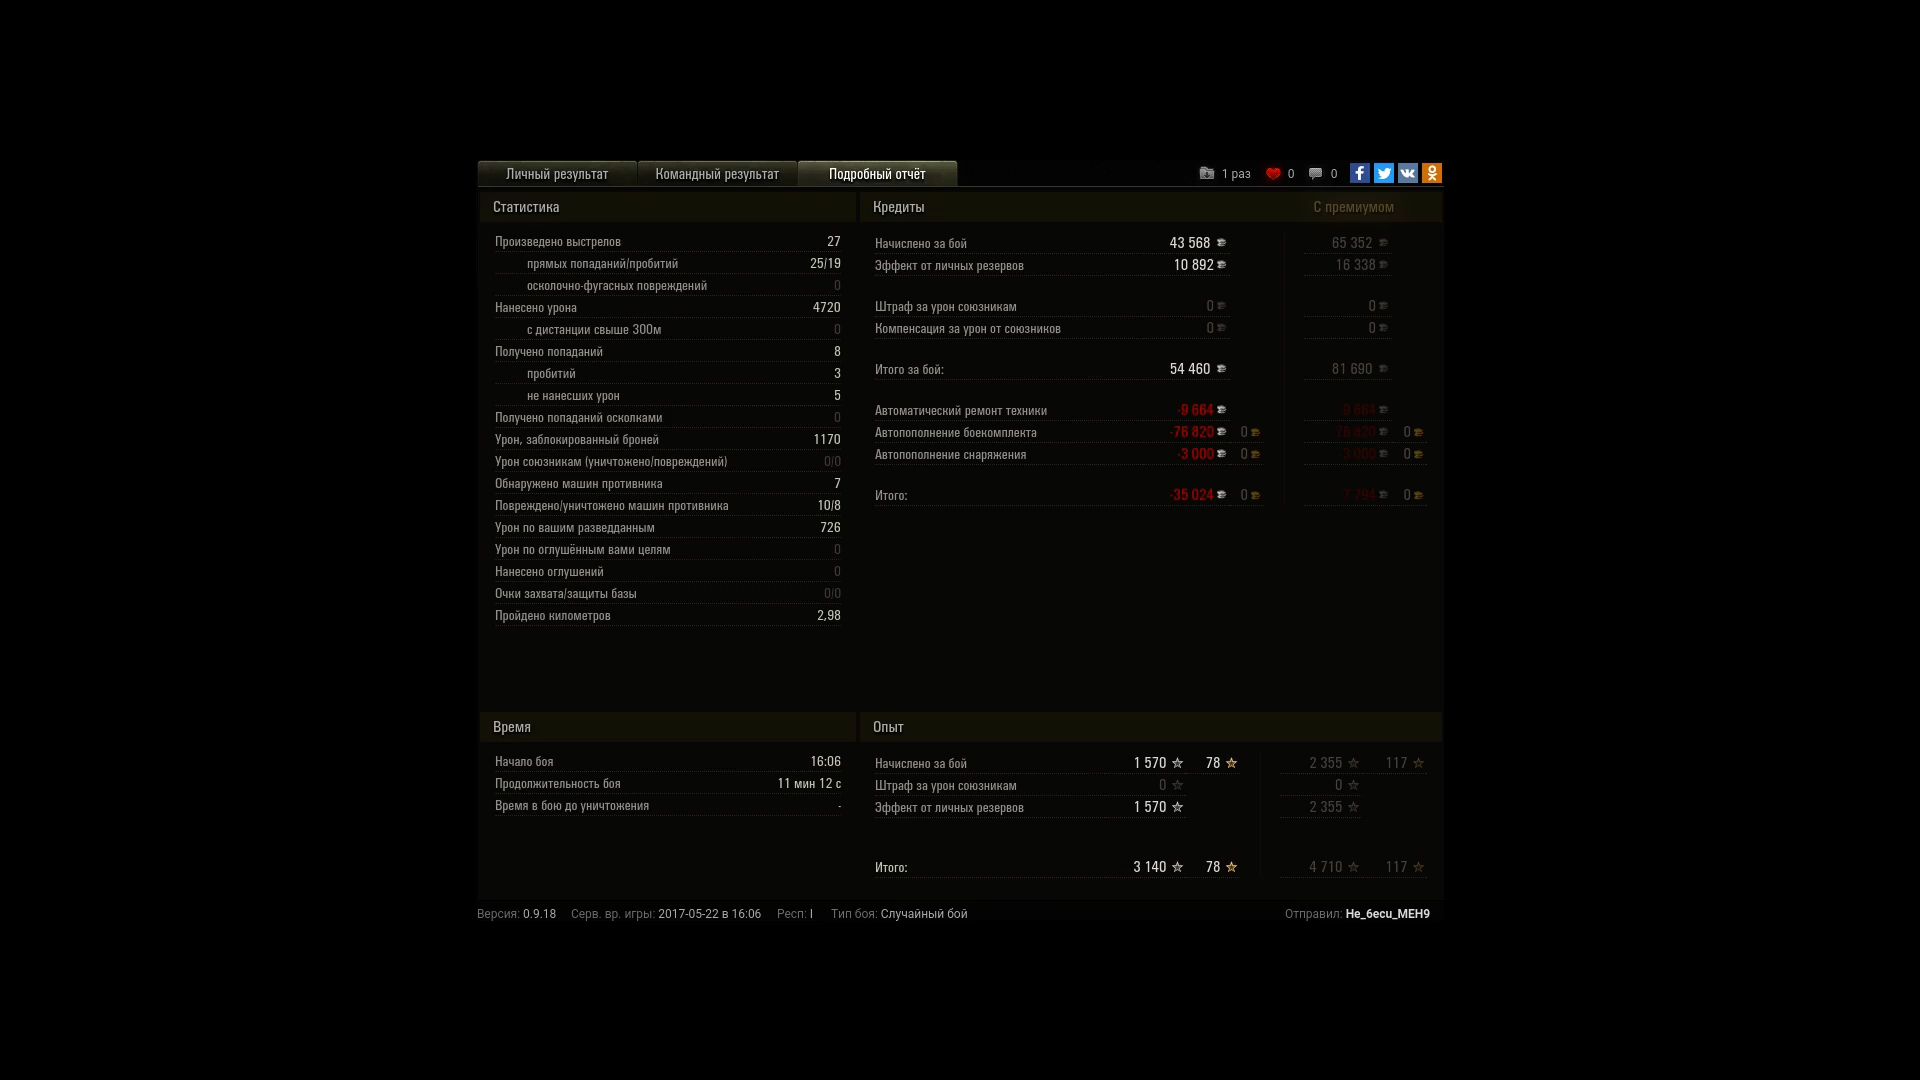 Личный результат Командный результат Подробный отчёт 1 раз 0 0
Статистика
Произведено выстрелов 27
прямых попаданий/пробитий 25/19
осколочно-фугасных повреждений 0
Нанесено урона 4720
с дистанции свыше 300м 0
Получено попаданий 8
пробитий 3
не нанесших урон 5
Получено попаданий осколками 0
Урон, заблокированный броней 1170
Урон союзникам (уничтожено/повреждений) 0/0
Обнаружено машин противника 7
Повреждено/уничтожено машин противника 10/8
Урон по вашим разведданным 726
Урон по оглушённым вами целям 0
Нанесено оглушений 0
Очки захвата/защиты базы 0/0
Пройдено километров 2,98
Кредиты С премиумом
Начислено за бой 43 568 65 352
Эффект от личных резервов 10 892 16 338
Штраф за урон союзникам 0 0
Компенсация за урон от союзников 0 0
Итого за бой: 54 460 81 690
Автоматический ремонт техники -9 664 -9 664
Автопополнение боекомплекта -76 820 0 -76 820 0
Автопополнение снаряжения -3 000 0 -3 000 0
Итого: -35 024 0 -7 794 0
Время
Начало боя 16:06
Продолжительность боя 11 мин 12 с
Время в бою до уничтожения -
Опыт
Начислено за бой 1 570 78 2 355 117
Штраф за урон союзникам 0 0
Эффект от личных резервов 1 570 2 355
Итого: 3 140 78 4 710 117
Версия: 0.9.18 Серв. вр. игры: 2017-05-22 в 16:06 Респ: I Тип боя: Случайный бой Отправил: He_6ecu_MEH9